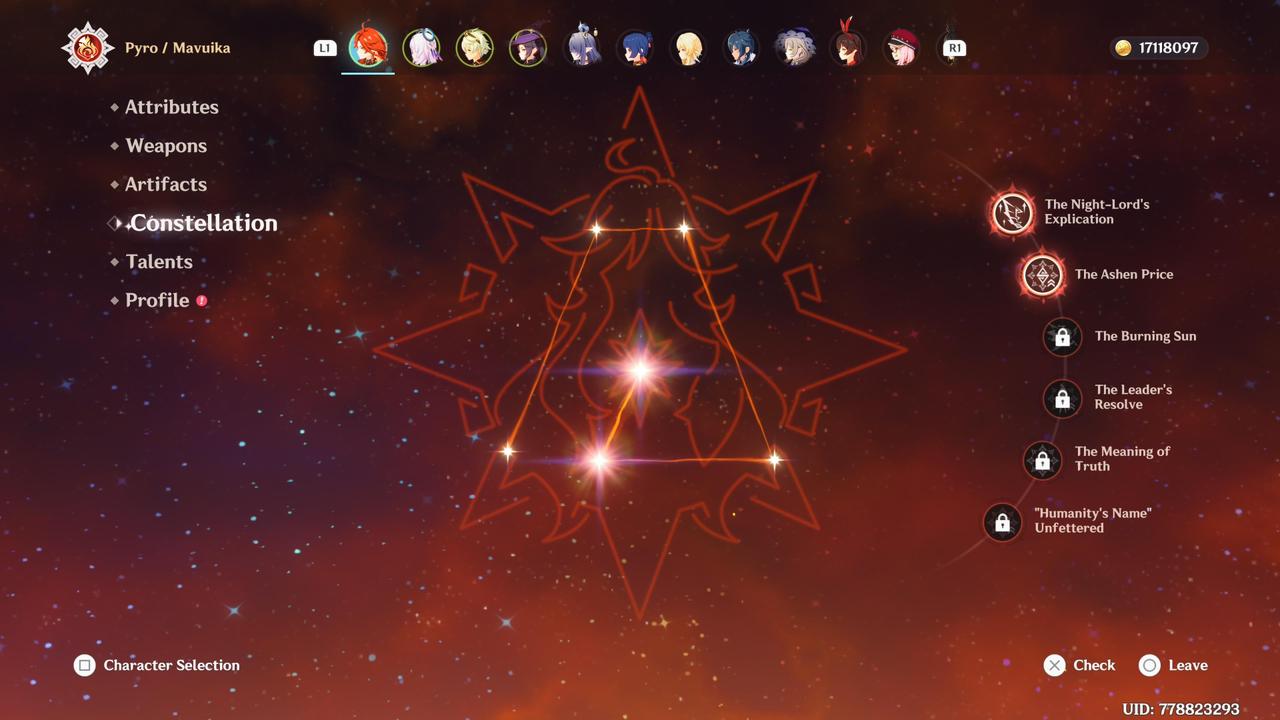 Pyro / Mavuika
L1
R1
17118097
Attributes
Weapons
Artifacts
Constellation
Talents
Profile
!
The Night-Lord's
Explication
The Ashen Price
The Burning Sun
The Leader's
Resolve
The Meaning of
Truth
"Humanity's Name"
Unfettered
Character Selection
Check
Leave
UID: 778823293